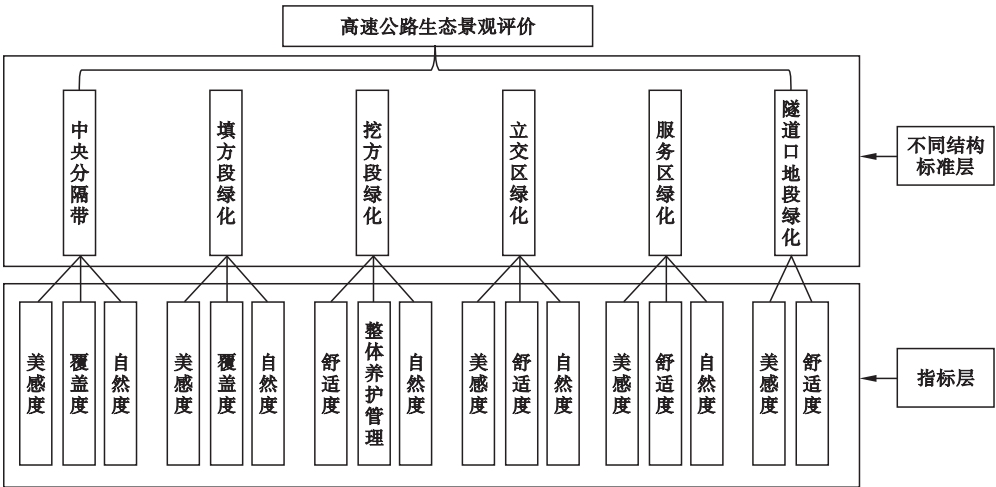 高速公路生态景观评价
中央分隔带
填方段绿化
挖方段绿化
立交区绿化
服务区绿化
隧道口地段绿化
不同结构
标准层
美感度
覆盖度
自然度
美感度
覆盖度
自然度
舒适度
整体养护管理
自然度
美感度
舒适度
自然度
美感度
舒适度
自然度
美感度
舒适度
指标层